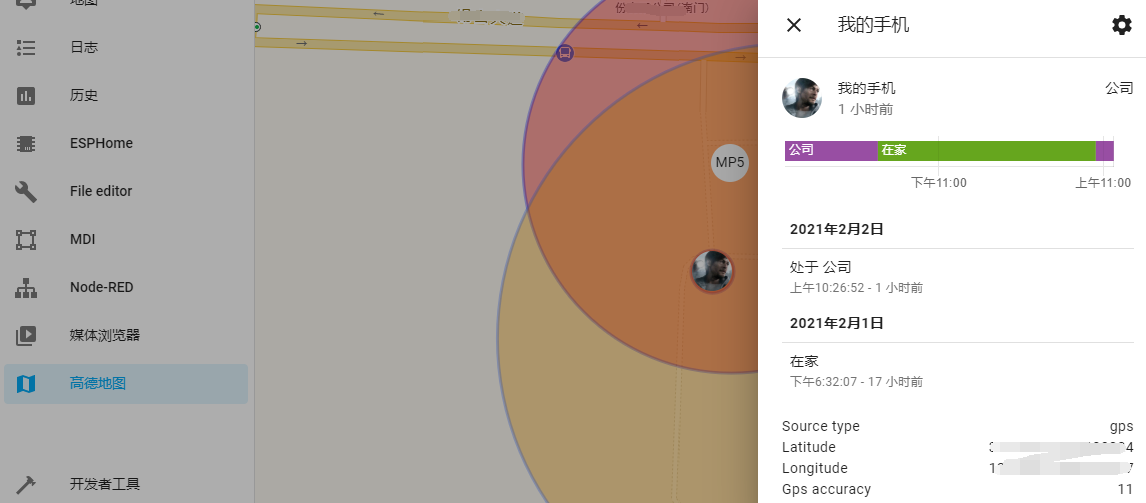 地图
日志
历史
ESPHome
File editor
MDI
Node-RED
媒体浏览器
高德地图
开发者工具
MP5
我的手机
我的手机
公司
1 小时前
公司
在家
下午11:00
上午11:00
2021年2月2日
处于 公司
上午10:26:52 - 1 小时前
2021年2月1日
在家
下午6:32:07 - 17 小时前
Source type
gps
Latitude
Longitude
Gps accuracy
11